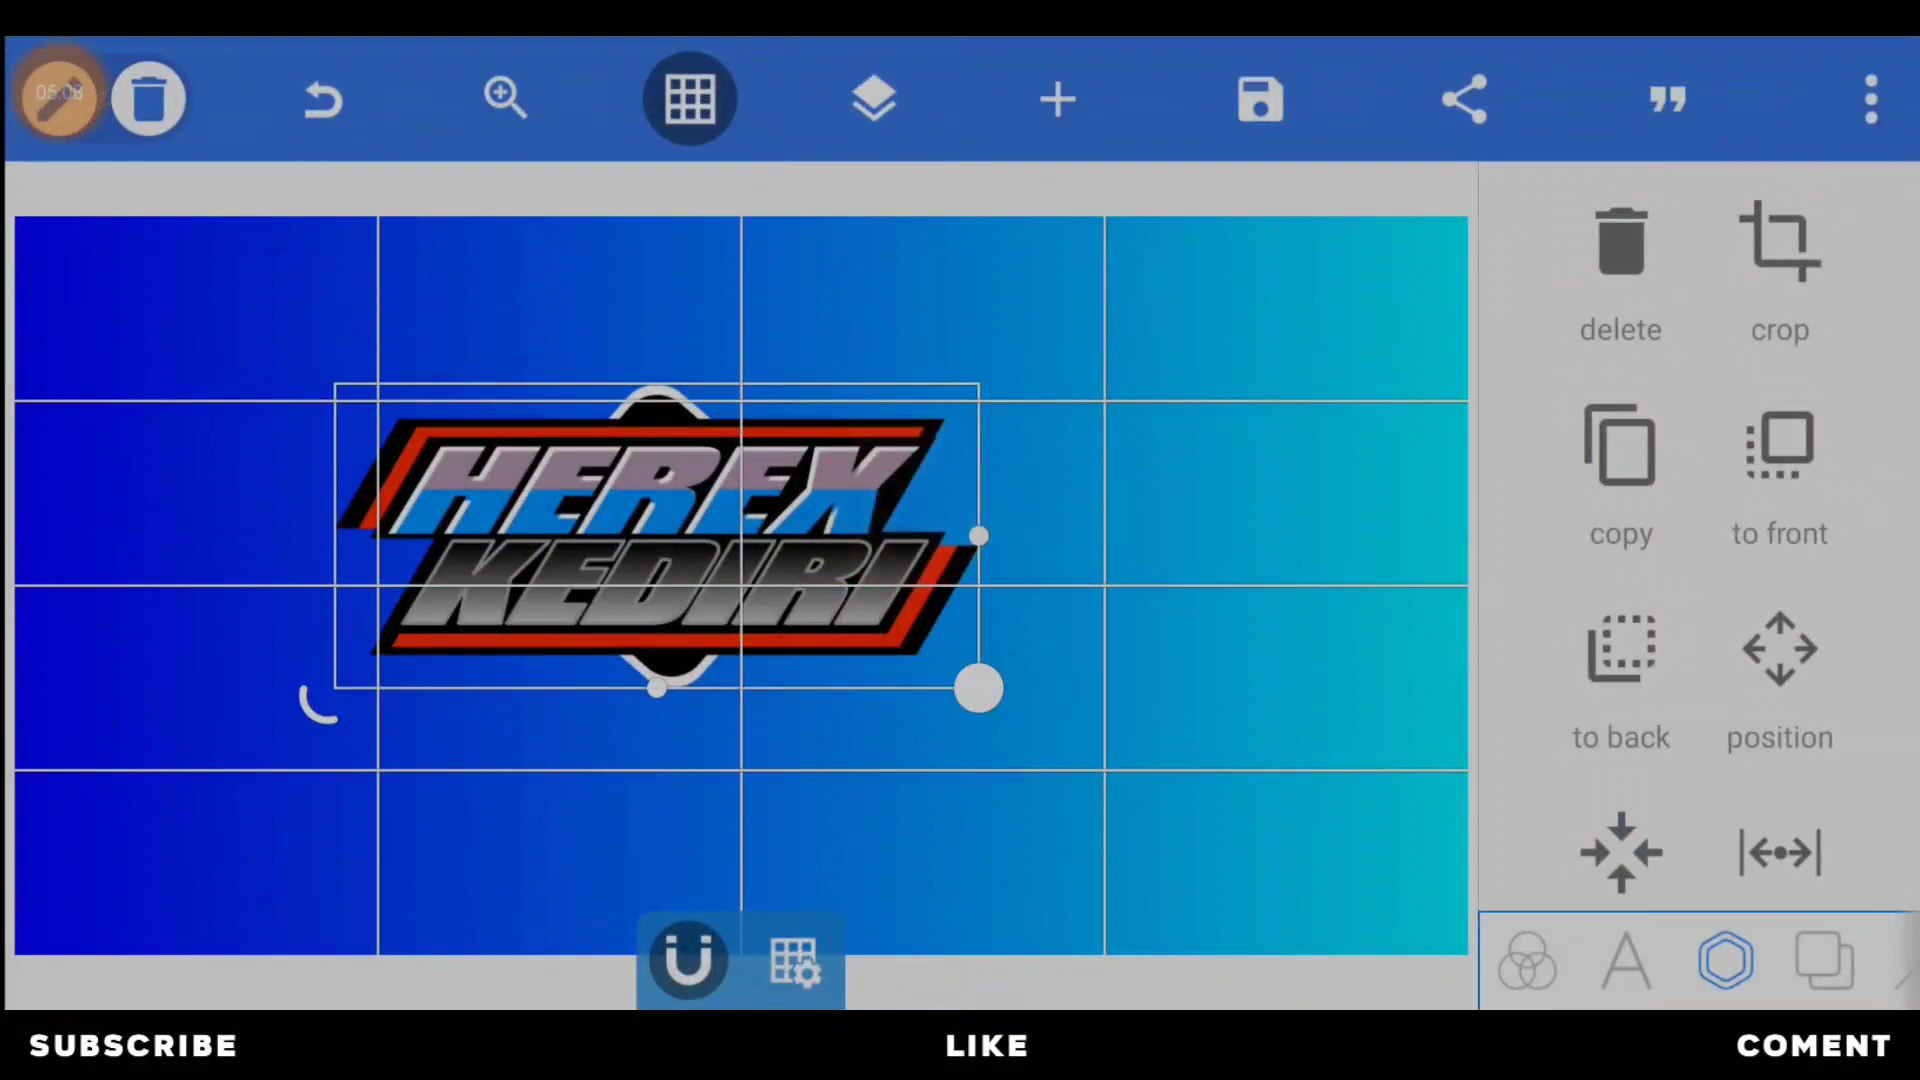 05:08
delete
crop
HEREX
KEDIRI
copy
to front
to back
position
SUBSCRIBE
LIKE
COMENT